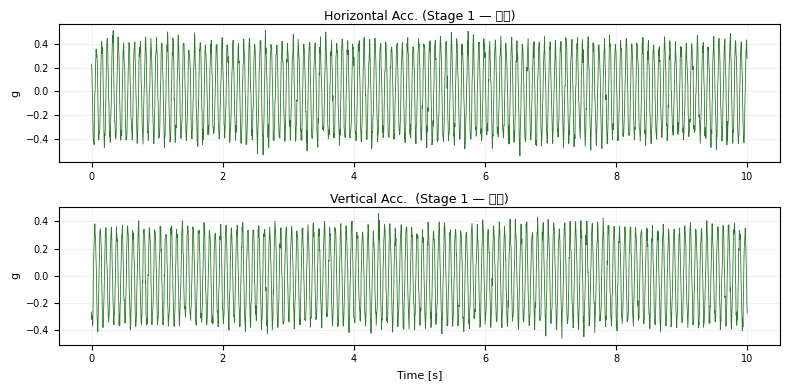 Horizontal Acc. (Stage 1 — )
0.4
0.2
0.0
−0.2
−0.4
g
0 2 4 6 8 10
Vertical Acc. (Stage 1 — )
0.4
0.2
0.0
−0.2
−0.4
g
0 2 4 6 8 10
Time [s]